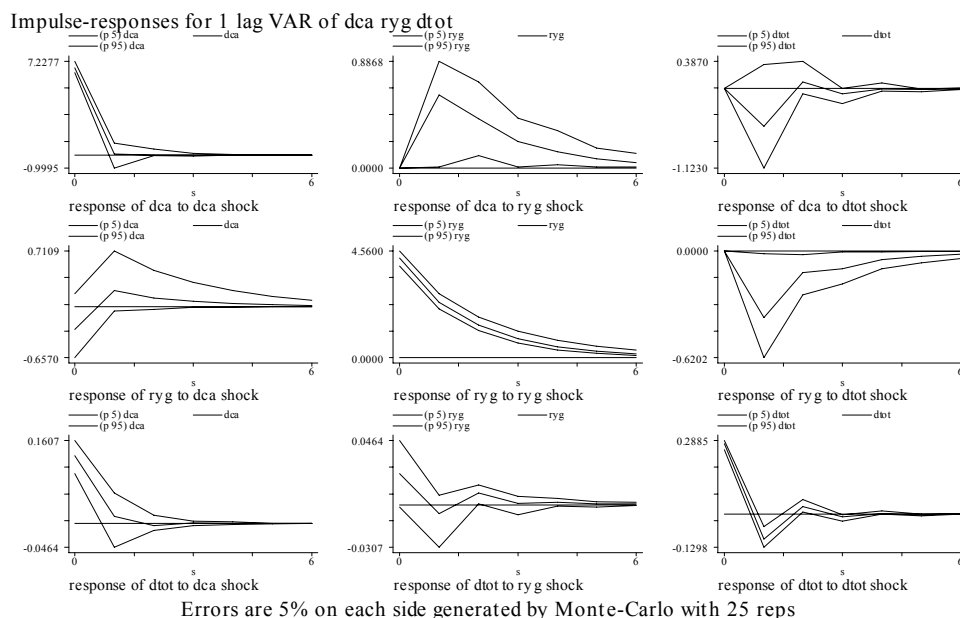 Impulse-responses for 1 lag VAR of dca ryg dtot
(p 5) dca dca
(p 95) dca
7.2277
-0.9995
0 6
s
response of dca to dca shock
(p 5) ryg ryg
(p 95) ryg
0.8868
0.0000
0 6
s
response of dca to ryg shock
(p 5) dtot dtot
(p 95) dtot
0.3870
-1.1230
0 6
s
response of dca to dtot shock
(p 5) dca dca
(p 95) dca
0.7109
-0.6570
0 6
s
response of ryg to dca shock
(p 5) ryg ryg
(p 95) ryg
4.5600
0.0000
0 6
s
response of ryg to ryg shock
(p 5) dtot dtot
(p 95) dtot
0.0000
-0.6202
0 6
s
response of ryg to dtot shock
(p 5) dca dca
(p 95) dca
0.1607
-0.0464
0 6
s
response of dtot to dca shock
(p 5) ryg ryg
(p 95) ryg
0.0464
-0.0307
0 6
s
response of dtot to ryg shock
(p 5) dtot dtot
(p 95) dtot
0.2885
-0.1298
0 6
s
response of dtot to dtot shock
Errors are 5% on each side generated by Monte-Carlo with 25 reps